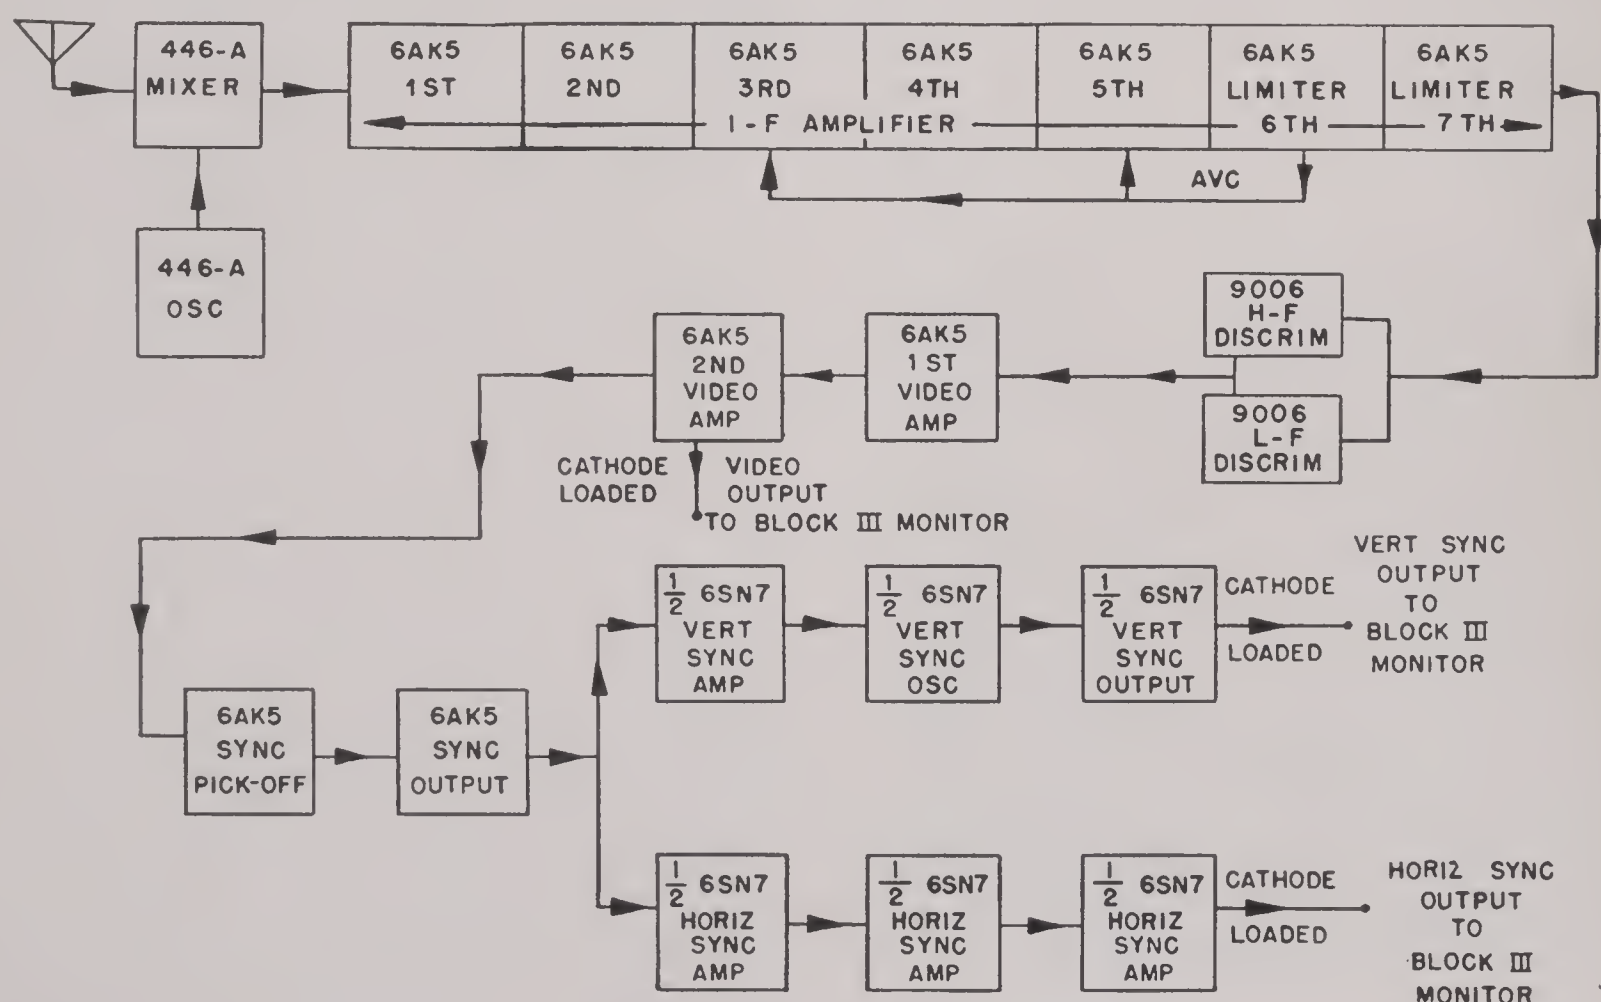 446-A
MIXER
6AK5
1ST
6AK5
2ND
6AK5
3RD
6AK5
4TH
6AK5
5TH
6AK5
LIMITER
6TH
6AK5
LIMITER
7TH
I-F AMPLIFIER
AVC
446-A
OSC
9006
H-F
DISCRIM
9006
L-F
DISCRIM
6AK5
1ST
VIDEO
AMP
6AK5
2ND
VIDEO
AMP
CATHODE
LOADED
VIDEO
OUTPUT
TO BLOCK III MONITOR
6AK5
SYNC
PICK-OFF
6AK5
SYNC
OUTPUT
1/2 6SN7
VERT
SYNC
AMP
1/2 6SN7
VERT
SYNC
OSC
1/2 6SN7
VERT
SYNC
OUTPUT
CATHODE
LOADED
VERT SYNC
OUTPUT
TO
BLOCK III
MONITOR
1/2 6SN7
HORIZ
SYNC
AMP
1/2 6SN7
HORIZ
SYNC
AMP
1/2 6SN7
HORIZ
SYNC
AMP
CATHODE
LOADED
HORIZ SYNC
OUTPUT
TO
BLOCK III
MONITOR